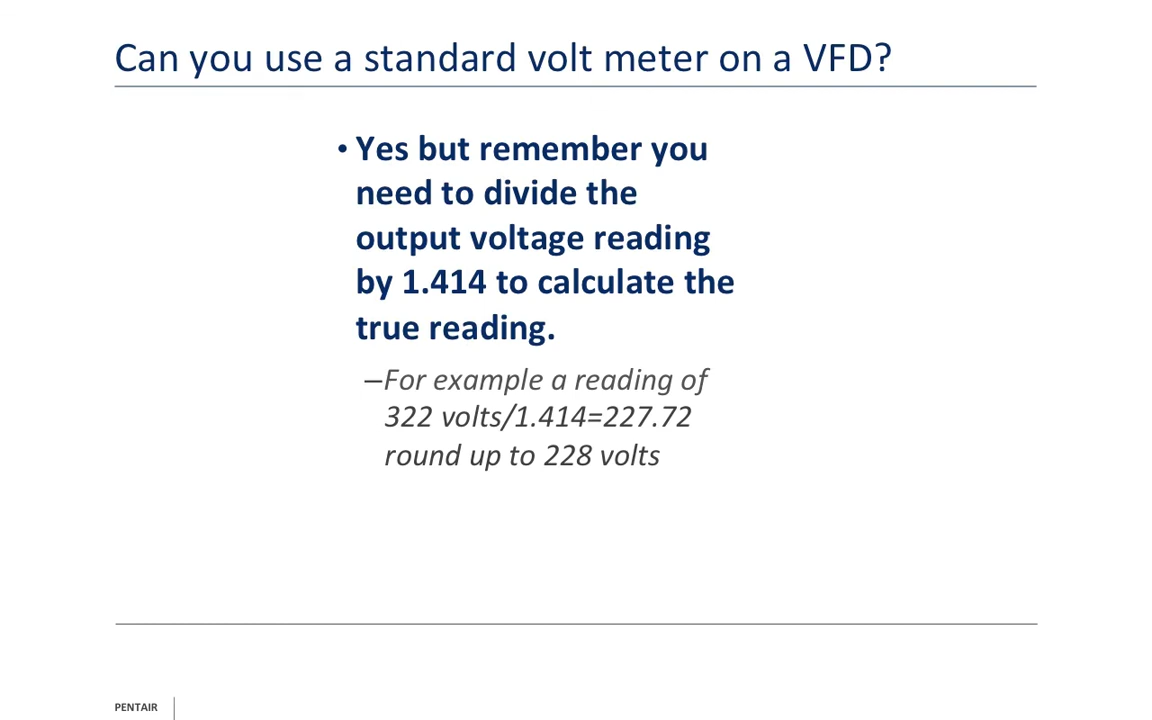 Can you use a standard volt meter on a VFD?
• Yes but remember you
need to divide the
output voltage reading
by 1.414 to calculate the
true reading.
–For example a reading of
322 volts/1.414=227.72
round up to 228 volts
PENTAIR